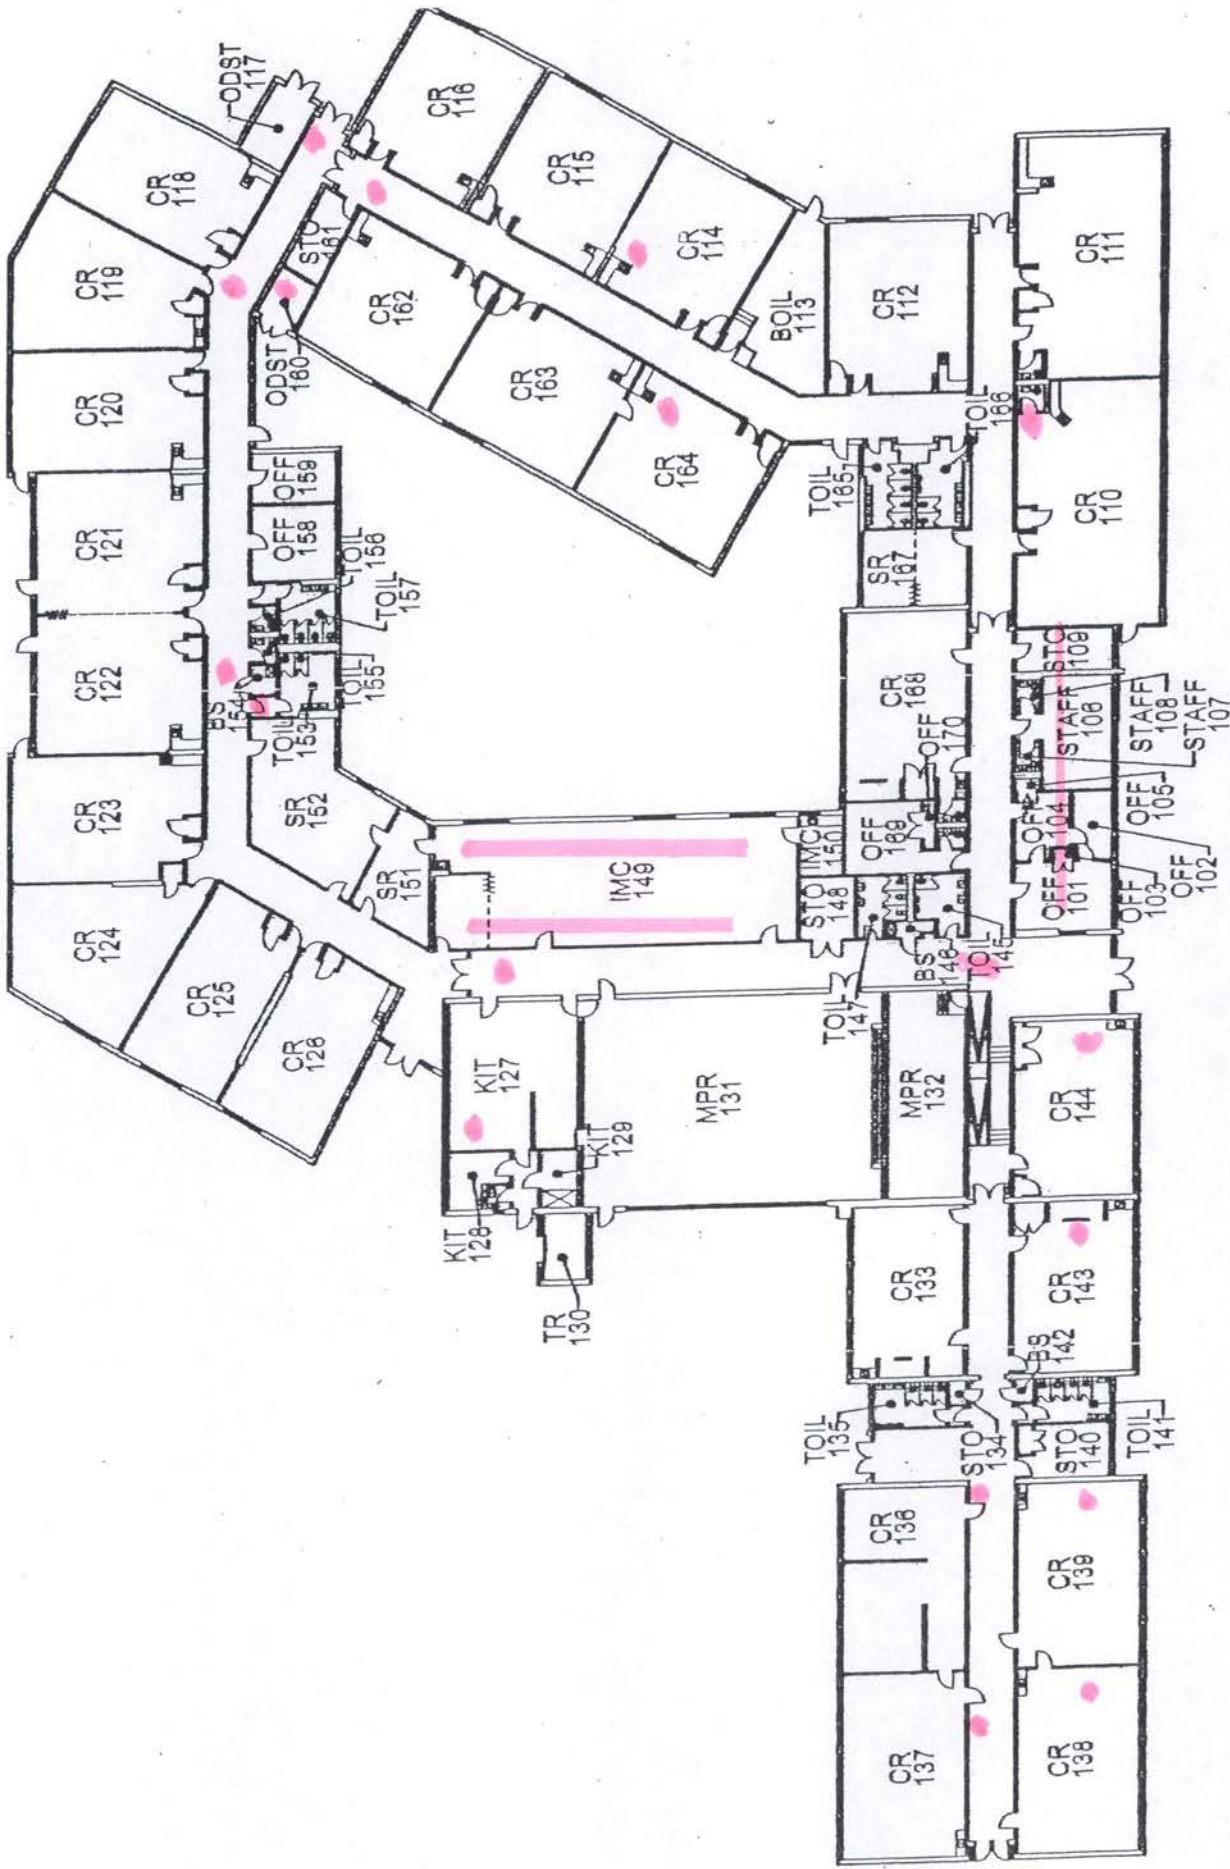 ODST
117
CR
116
CR
118
CR
115
CR
119
STO
161
CR
114
CR
111
CR
162
CR
120
ODST
160
BOIL
113
CR
112
CR
163
CR
164
TOIL
166
CR
121
OFF
159
OFF
158
TOIL
165
CR
110
TOIL
156
TOIL
157
SR
167
CR
122
BS
154
TOIL
155
TOIL
153
CR
168
STO
109
STAFF
106
STAFF
108
STAFF
107
OFF
170
CR
123
SR
152
OFF
104
OFF
105
OFF
102
OFF
169
IMC
150
SR
151
IMC
149
STO
148
OFF
101
OFF
103
CR
124
BS
146
TOIL
145
TOIL
147
CR
125
CR
126
KIT
127
MPR
131
MPR
132
CR
144
KIT
129
KIT
128
TR
130
CR
133
CR
143
BS
142
TOIL
135
STO
134
STO
140
TOIL
141
CR
136
CR
139
CR
137
CR
138